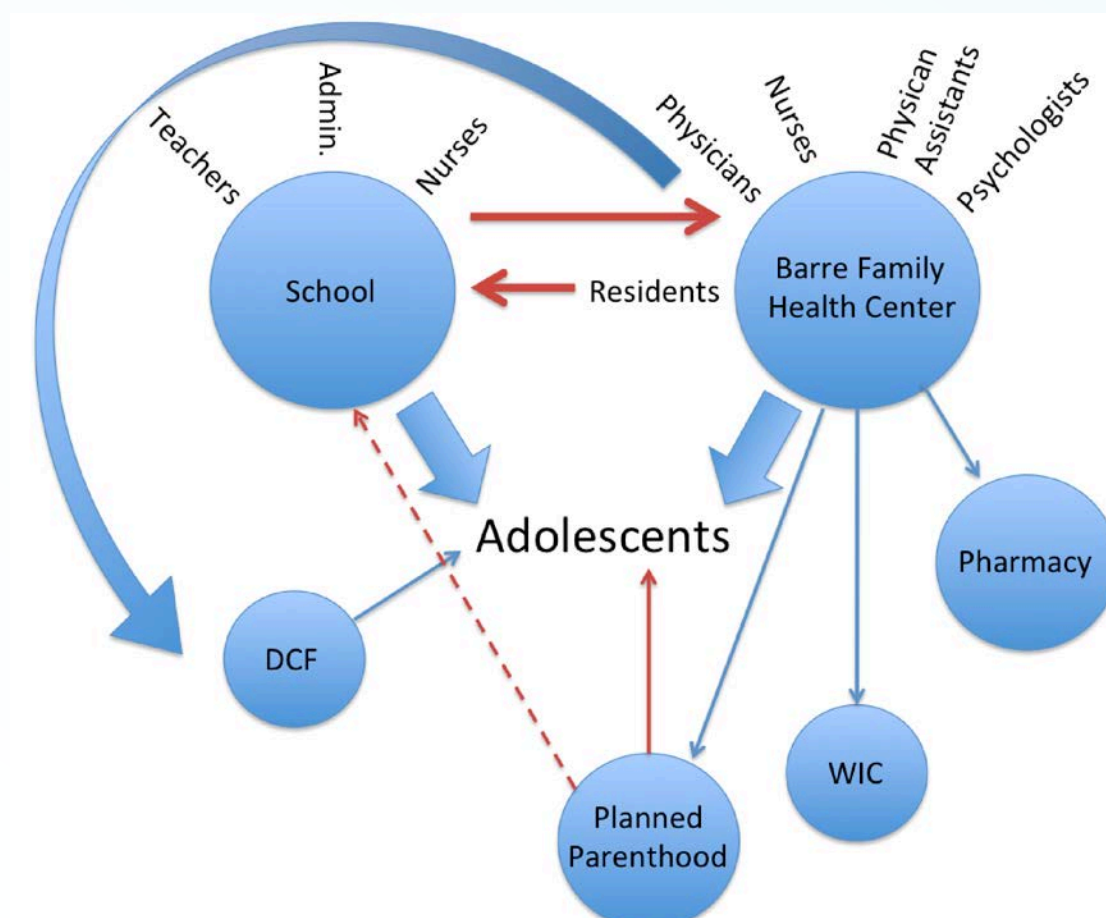 Teachers
Admin.
Nurses
Physicians
Nurses
Physican
Assistants
Psychologists
School
Residents
Barre Family
Health Center
Adolescents
Pharmacy
DCF
WIC
Planned
Parenthood